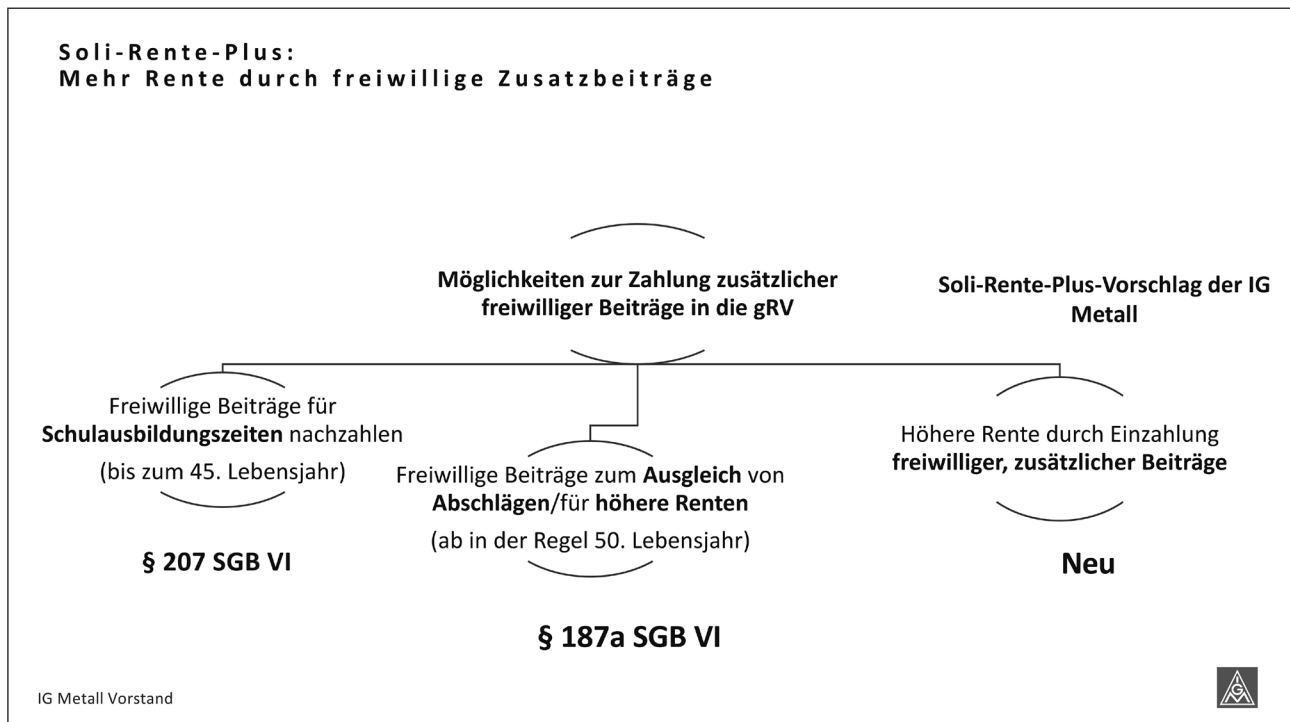 Soli-Rente-Plus:
Mehr Rente durch freiwillige Zusatzbeiträge
Möglichkeiten zur Zahlung zusätzlicher
freiwilliger Beiträge in die gRV
Soli-Rente-Plus-Vorschlag der IG
Metall
Freiwillige Beiträge für
Schulausbildungszeiten nachzahlen
(bis zum 45. Lebensjahr)
§ 207 SGB VI
Freiwillige Beiträge zum Ausgleich von
Abschlägen/für höhere Renten
(ab in der Regel 50. Lebensjahr)
§ 187a SGB VI
Höhere Rente durch Einzahlung
freiwilliger, zusätzlicher Beiträge
Neu
IG Metall Vorstand
IGM